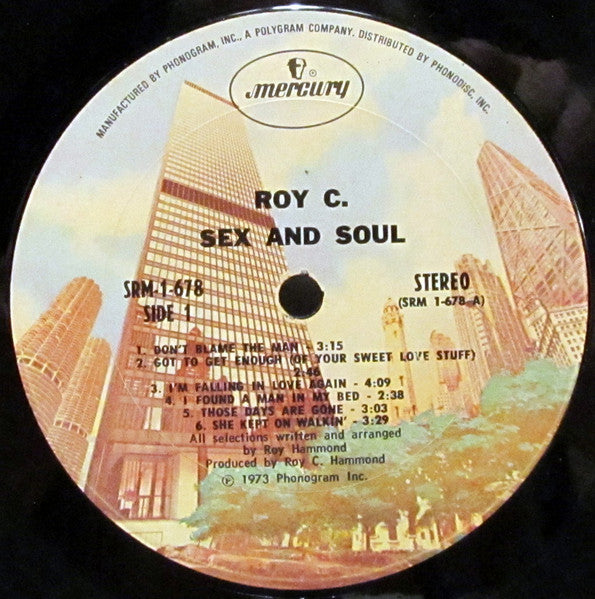 MANUFACTURED BY PHONOGRAM, INC., A POLYGRAM COMPANY. DISTRIBUTED BY PHONODISC, INC.
mercury ®
ROY C.
SEX AND SOUL
SRM-1-678
SIDE 1
STEREO
(SRM 1-678-A)
1. DON'T BLAME THE MAN - 3:15
2. GOT TO GET ENOUGH (OF YOUR SWEET LOVE STUFF)
2:46
3. I'M FALLING IN LOVE AGAIN - 4:09
4. I FOUND A MAN IN MY BED - 2:38
5. THOSE DAYS ARE GONE - 3:03
6. SHE KEPT ON WALKIN' - 3:29
All selections written and arranged
by Roy Hammond
Produced by Roy C. Hammond
℗ 1973 Phonogram Inc.